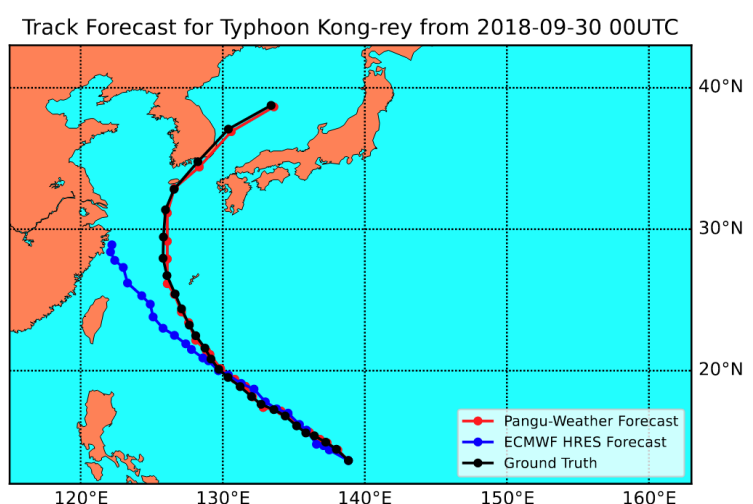 Track Forecast for Typhoon Kong-rey from 2018-09-30 00UTC
40°N
30°N
20°N
Pangu-Weather Forecast
ECMWF HRES Forecast
Ground Truth
120°E 130°E 140°E 150°E 160°E